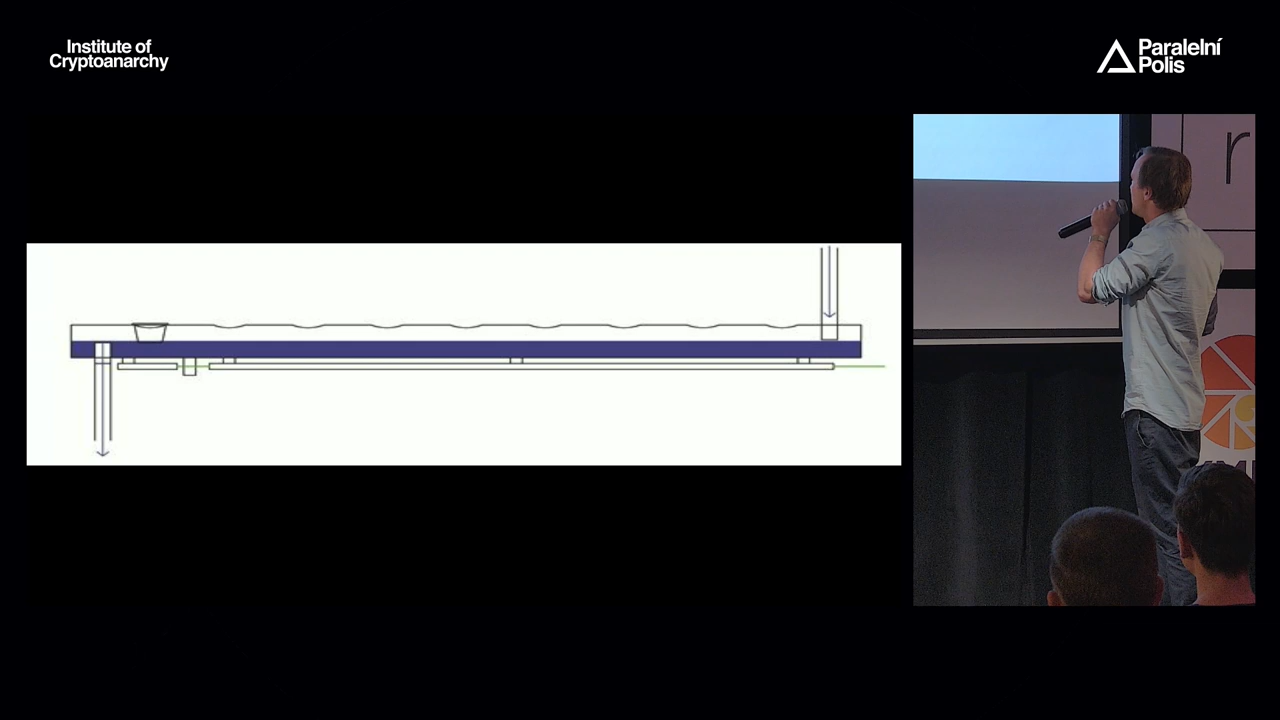 Institute of
Cryptoanarchy
Paralelní
Polis
r